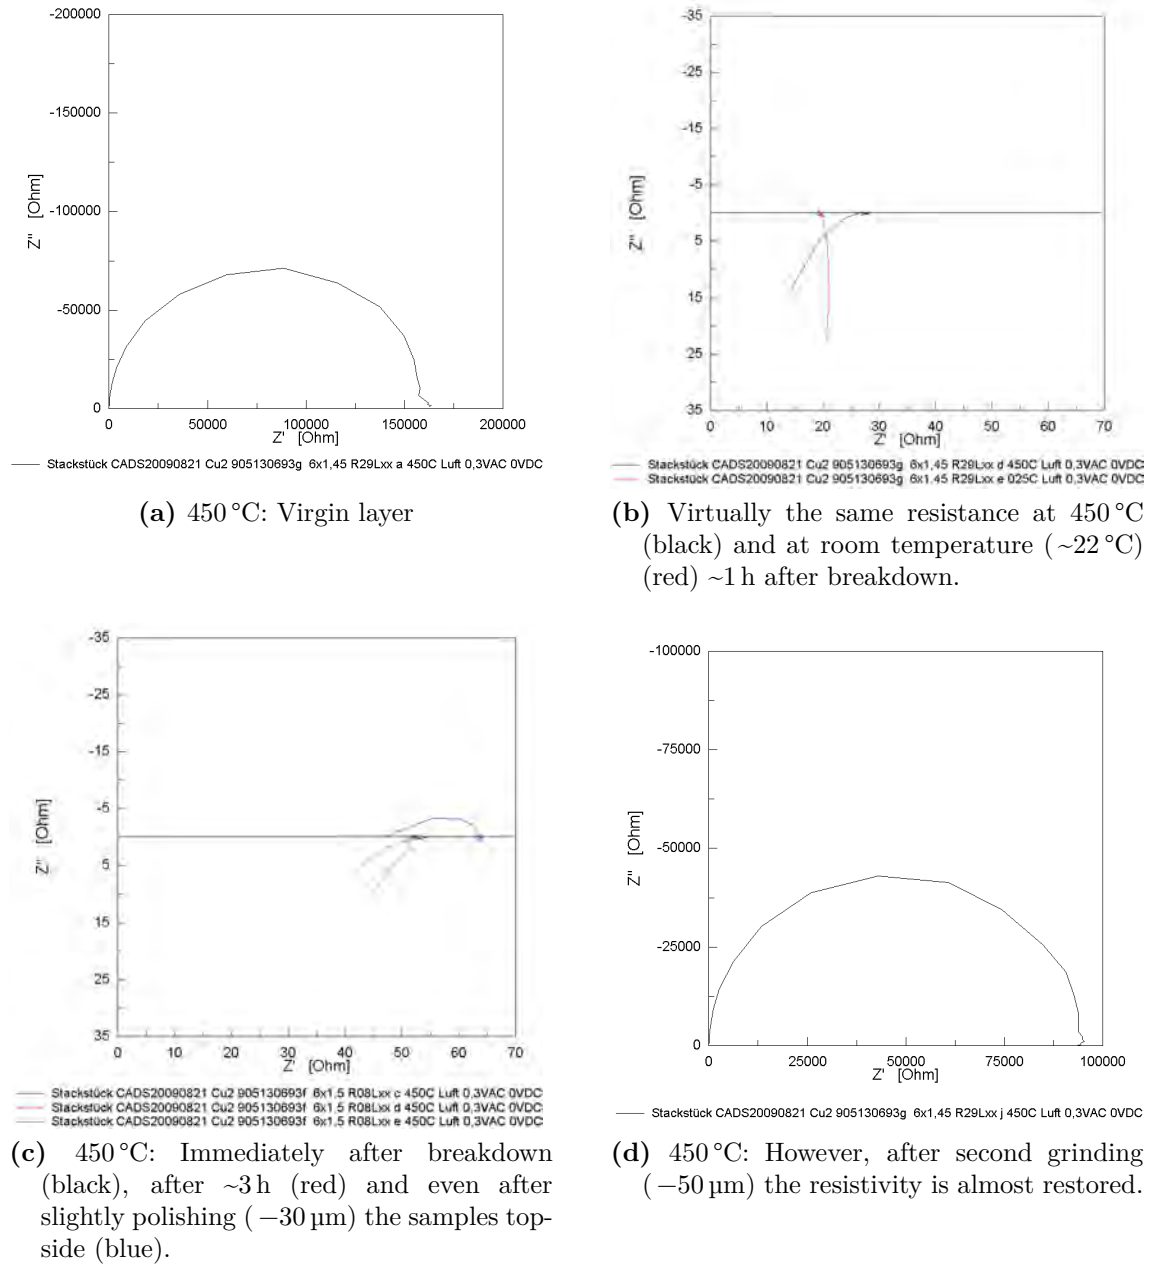 -200000
-150000
-100000
-50000
0
Z'' [Ohm]
0 50000 100000 150000 200000
Z' [Ohm]
Stackstück CADS20090821 Cu2 905130693g 6x1,45 R29Lxx a 450C Luft 0,3VAC 0VDC
(a) 450 °C: Virgin layer
-35
-25
-15
-5
5
15
25
35
Z'' [Ohm]
0 10 20 30 40 50 60 70
Z' [Ohm]
Stackstück CADS20090821 Cu2 905130693g 6x1,45 R29Lxx d 450C Luft 0,3VAC 0VDC
Stackstück CADS20090821 Cu2 905130693g 6x1,45 R29Lxx e 025C Luft 0,3VAC 0VDC
(b) Virtually the same resistance at 450 °C
(black) and at room temperature (~22 °C)
(red) ~1 h after breakdown.
-35
-25
-15
-5
5
15
25
35
Z'' [Ohm]
0 10 20 30 40 50 60 70
Z' [Ohm]
Stackstück CADS20090821 Cu2 905130693f 6x1,5 R08Lxx c 450C Luft 0,3VAC 0VDC
Stackstück CADS20090821 Cu2 905130693f 6x1,5 R08Lxx d 450C Luft 0,3VAC 0VDC
Stackstück CADS20090821 Cu2 905130693f 6x1,5 R08Lxx e 450C Luft 0,3VAC 0VDC
(c) 450 °C: Immediately after breakdown
(black), after ~3 h (red) and even after
slightly polishing (−30 µm) the samples top-
side (blue).
-100000
-75000
-50000
-25000
0
Z'' [Ohm]
0 25000 50000 75000 100000
Z' [Ohm]
Stackstück CADS20090821 Cu2 905130693g 6x1,45 R29Lxx j 450C Luft 0,3VAC 0VDC
(d) 450 °C: However, after second grinding
(−50 µm) the resistivity is almost restored.